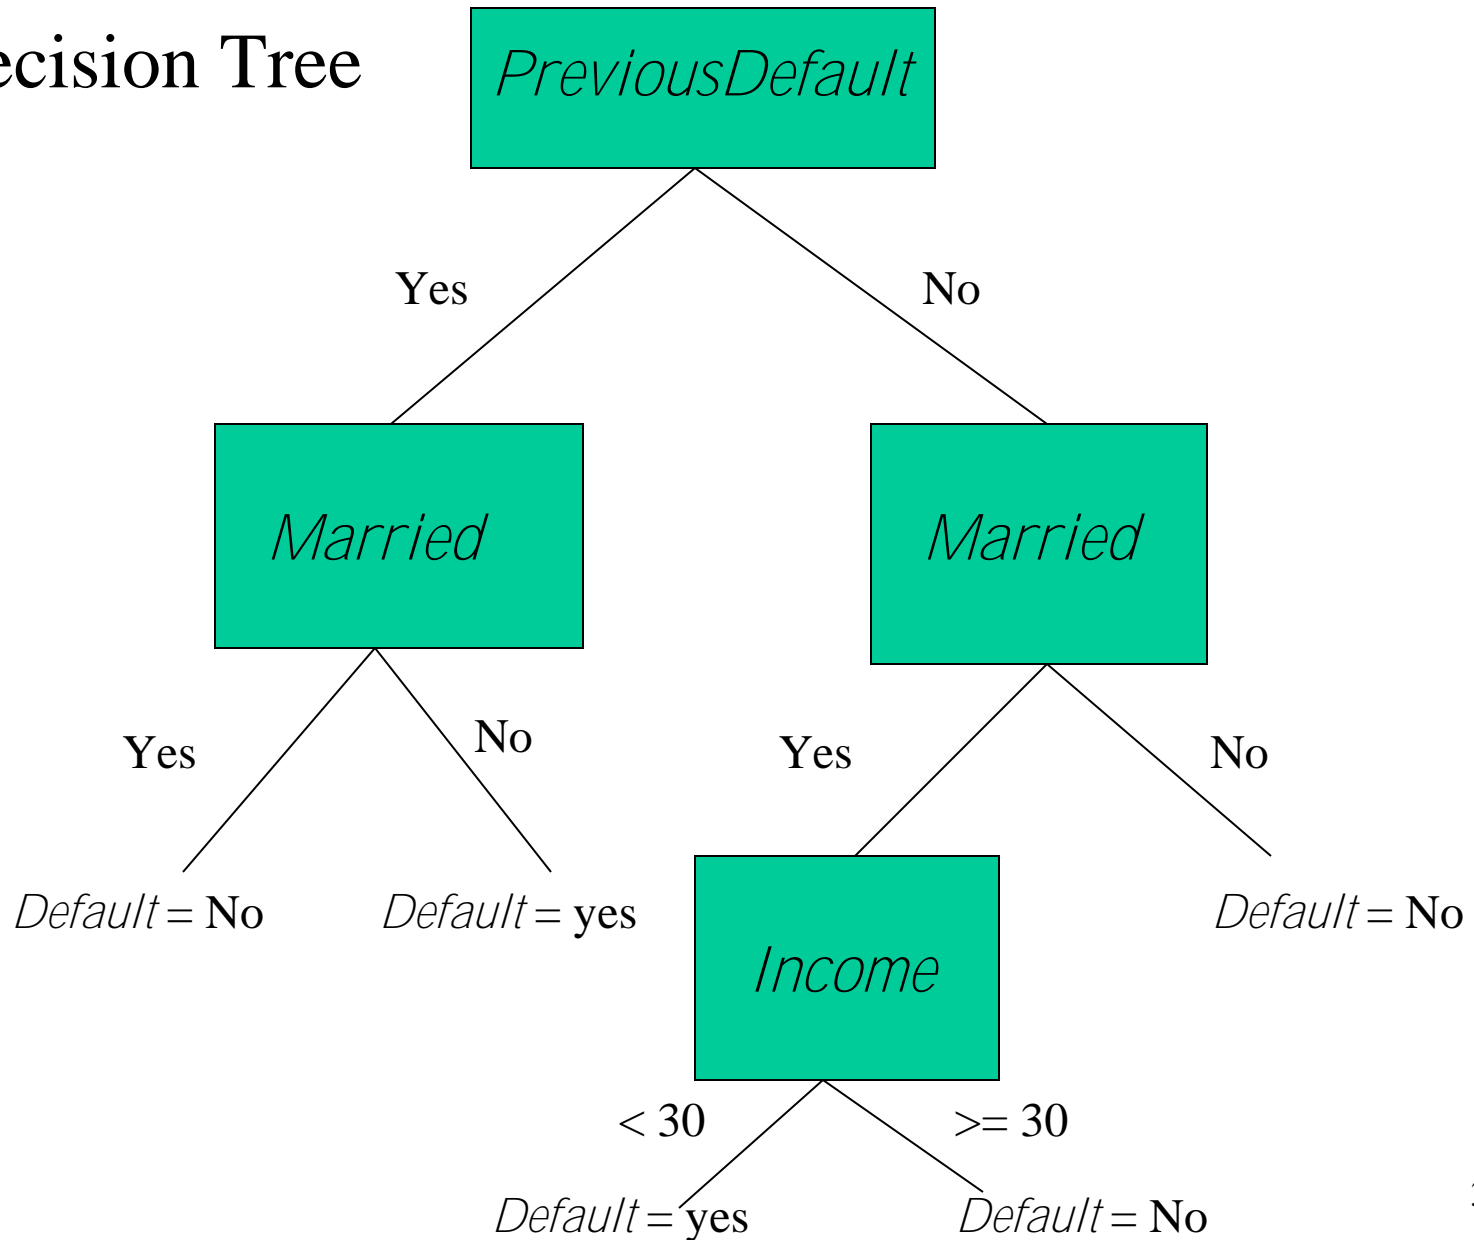 ecision Tree
PreviousDefault
Yes
No
Married
Married
Yes
No
Yes
No
Default = No
Default = yes
Default = No
Income
< 30
>= 30
Default = yes
Default = No